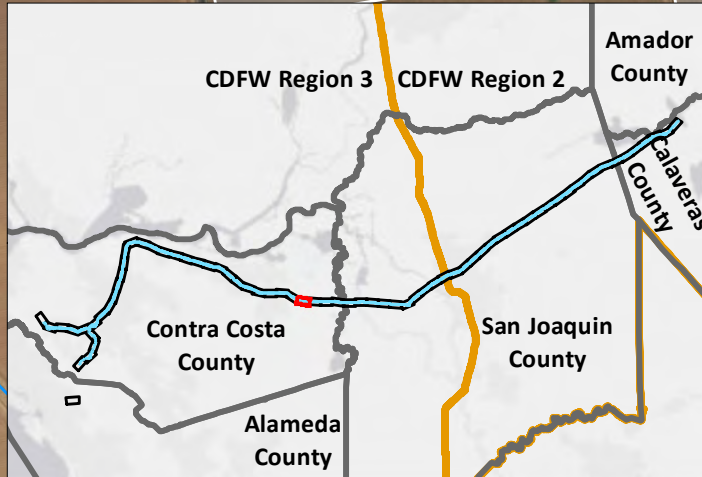 Amador
County
CDFW Region 3
CDFW Region 2
Calaveras
County
Contra Costa
County
San Joaquin
County
Alameda
County